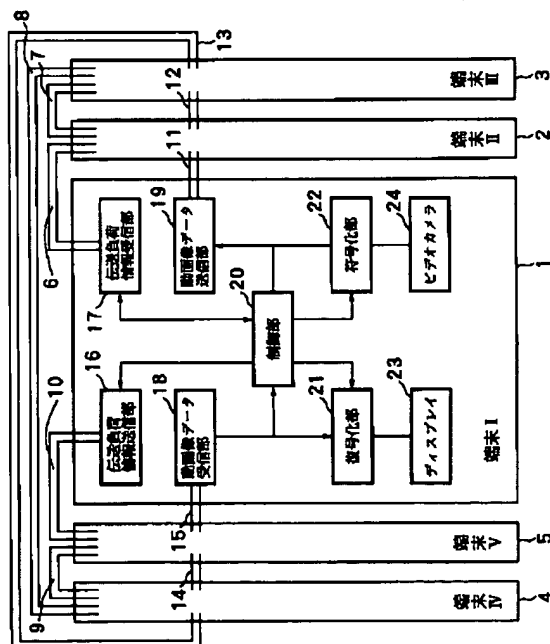 13
8
7
12
端末Ⅲ
3
11
端末Ⅱ
2
6
伝送負荷
情報受信部
17
19
動画像データ
送信部
22
符号化部
24
ビデオカメラ
20
制御部
1
10
16
伝送負荷
情報送信部
18
動画像データ
受信部
21
復号化部
23
ディスプレイ
端末Ⅰ
15
端末Ⅴ
5
9
14
端末Ⅳ
4